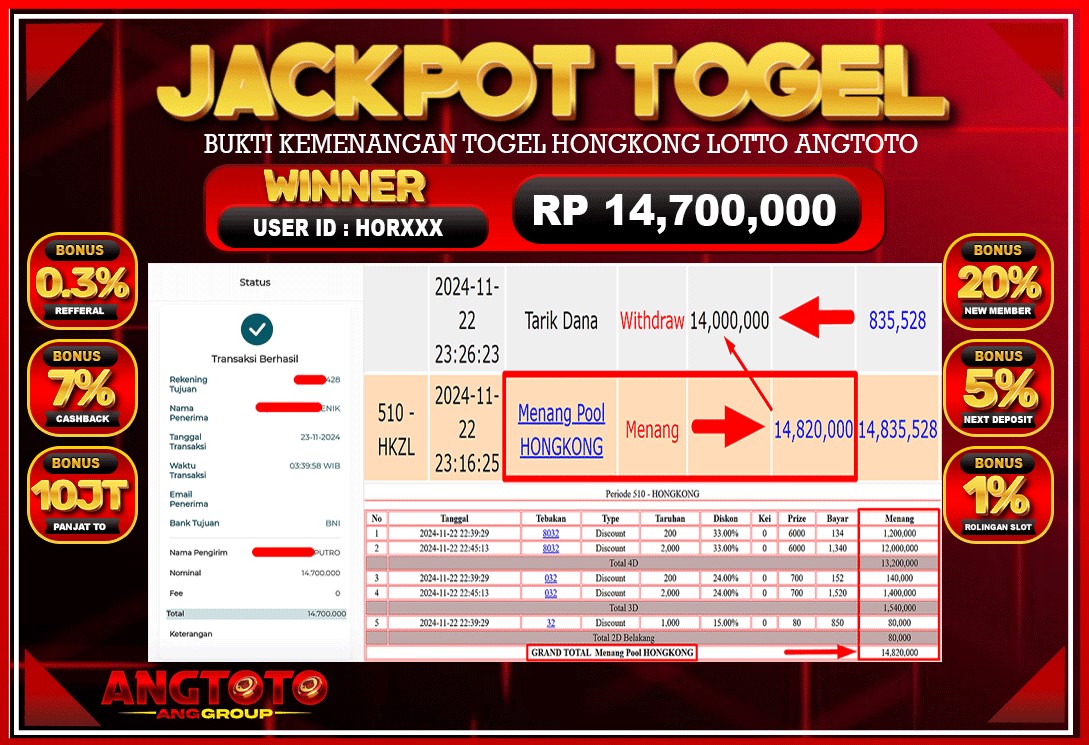 JACKPOT TOGEL
BUKTI KEMENANGAN TOGEL HONGKONG LOTTO ANGTOTO
WINNER
USER ID : HORXXX
RP 14,700,000
BONUS
0.3%
REFFERAL
BONUS
7%
CASHBACK
BONUS
10JT
PANJAT TO
Status
Transaksi Berhasil
Rekening Tujuan 428
Nama Penerima ENIK
Tanggal Transaksi 23-11-2024
Waktu Transaksi 03:39:58 WIB
Email Penerima
Bank Tujuan BNI
Nama Pengirim PUTRO
Nominal 14.700.000
Fee 0
Total 14.700.000
Keterangan
2024-11-22 23:26:23 Tarik Dana Withdraw 14,000,000 835,528
510 - HKZL 2024-11-22 23:16:25 Menang Pool HONGKONG Menang 14,820,000 14,835,528
Periode 510 - HONGKONG
No Tanggal Tebakan Type Taruhan Diskon Kei Prize Bayar Menang
1 2024-11-22 22:39:29 8032 Discount 200 33.00% 0 6000 134 1,200,000
2 2024-11-22 22:45:13 8032 Discount 2,000 33.00% 0 6000 1,340 12,000,000
Total 4D 13,200,000
3 2024-11-22 22:39:29 032 Discount 200 24.00% 0 700 152 140,000
4 2024-11-22 22:45:13 032 Discount 2,000 24.00% 0 700 1,520 1,400,000
Total 3D 1,540,000
5 2024-11-22 22:39:29 32 Discount 1,000 15.00% 0 80 850 80,000
Total 2D Belakang 80,000
GRAND TOTAL Menang Pool HONGKONG 14,820,000
BONUS
20%
NEW MEMBER
BONUS
5%
NEXT DEPOSIT
BONUS
1%
ROLINGAN SLOT
ANGTOTO
ANGGROUP